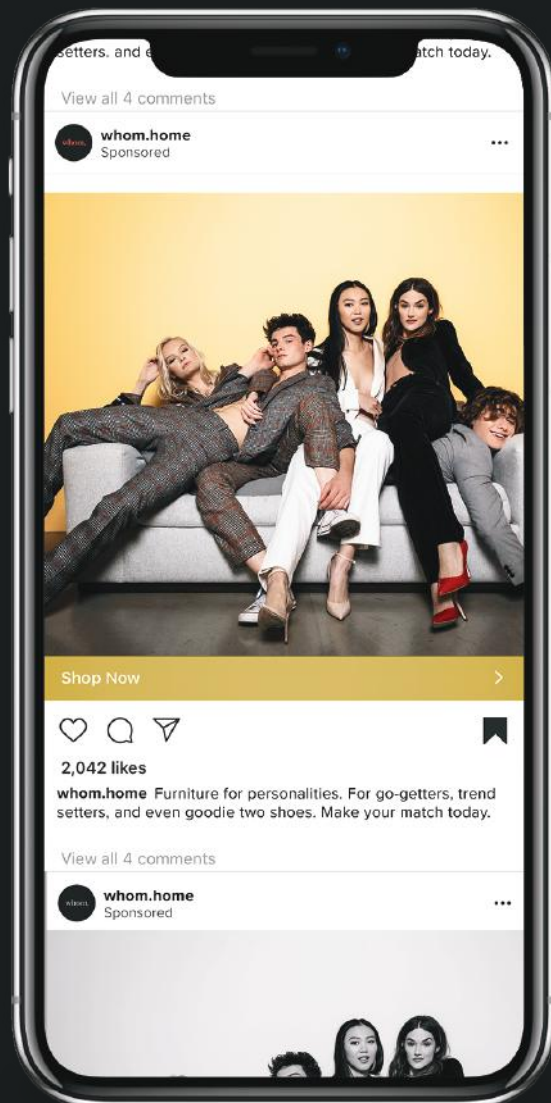 setters. and e
atch today.
View all 4 comments
whom.
whom.home
Sponsored
Shop Now
2,042 likes
whom.home Furniture for personalities. For go-getters, trend
setters, and even goodie two shoes. Make your match today.
View all 4 comments
whom.
whom.home
Sponsored